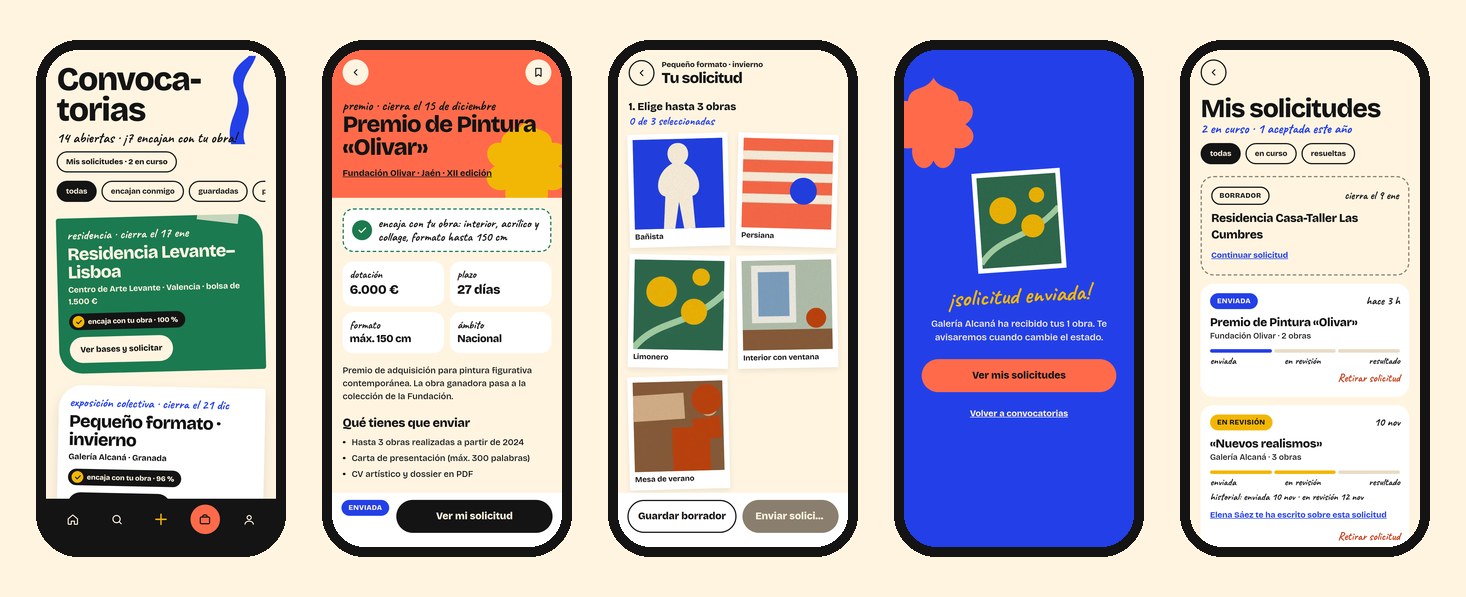 Convoca-
torias
14 abiertas · ¡7 encajan con tu obra!
Mis solicitudes · 2 en curso
todas
encajan conmigo
guardadas
residencia · cierra el 17 ene
Residencia Levante–
Lisboa
Centro de Arte Levante · Valencia · bolsa de
1.500 €
encaja con tu obra · 100 %
Ver bases y solicitar
exposición colectiva · cierra el 21 dic
Pequeño formato ·
invierno
Galería Alcaná · Granada
encaja con tu obra · 96 %
premio · cierra el 15 de diciembre
Premio de Pintura
«Olivar»
Fundación Olivar · Jaén · XII edición
encaja con tu obra: interior, acrílico y
collage, formato hasta 150 cm
dotación
6.000 €
plazo
27 días
formato
máx. 150 cm
ámbito
Nacional
Premio de adquisición para pintura figurativa
contemporánea. La obra ganadora pasa a la
colección de la Fundación.
Qué tienes que enviar
• Hasta 3 obras realizadas a partir de 2024
• Carta de presentación (máx. 300 palabras)
• CV artístico y dossier en PDF
ENVIADA
Ver mi solicitud
Pequeño formato · invierno
Tu solicitud
1. Elige hasta 3 obras
0 de 3 seleccionadas
Bañista
Persiana
Limonero
Interior con ventana
Mesa de verano
Guardar borrador
Enviar solici...
¡solicitud enviada!
Galería Alcaná ha recibido tus 1 obra. Te
avisaremos cuando cambie el estado.
Ver mis solicitudes
Volver a convocatorias
Mis solicitudes
2 en curso · 1 aceptada este año
todas
en curso
resueltas
BORRADOR
cierra el 9 ene
Residencia Casa-Taller Las
Cumbres
Continuar solicitud
ENVIADA
hace 3 h
Premio de Pintura «Olivar»
Fundación Olivar · 2 obras
enviada
en revisión
resultado
Retirar solicitud
EN REVISIÓN
10 nov
«Nuevos realismos»
Galería Alcaná · 3 obras
enviada
en revisión
resultado
historial: enviada 10 nov · en revisión 12 nov
Elena Sáez te ha escrito sobre esta solicitud
Retirar solicitud